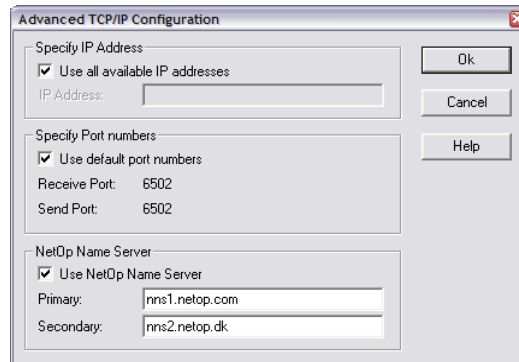 Advanced TCP/IP Configuration
Specify IP Address
Use all available IP addresses
IP Address:
Ok
Cancel
Help
Specify Port numbers
Use default port numbers
Receive Port: 6502
Send Port: 6502
NetOp Name Server
Use NetOp Name Server
Primary: nns1.netop.com
Secondary: nns2.netop.dk